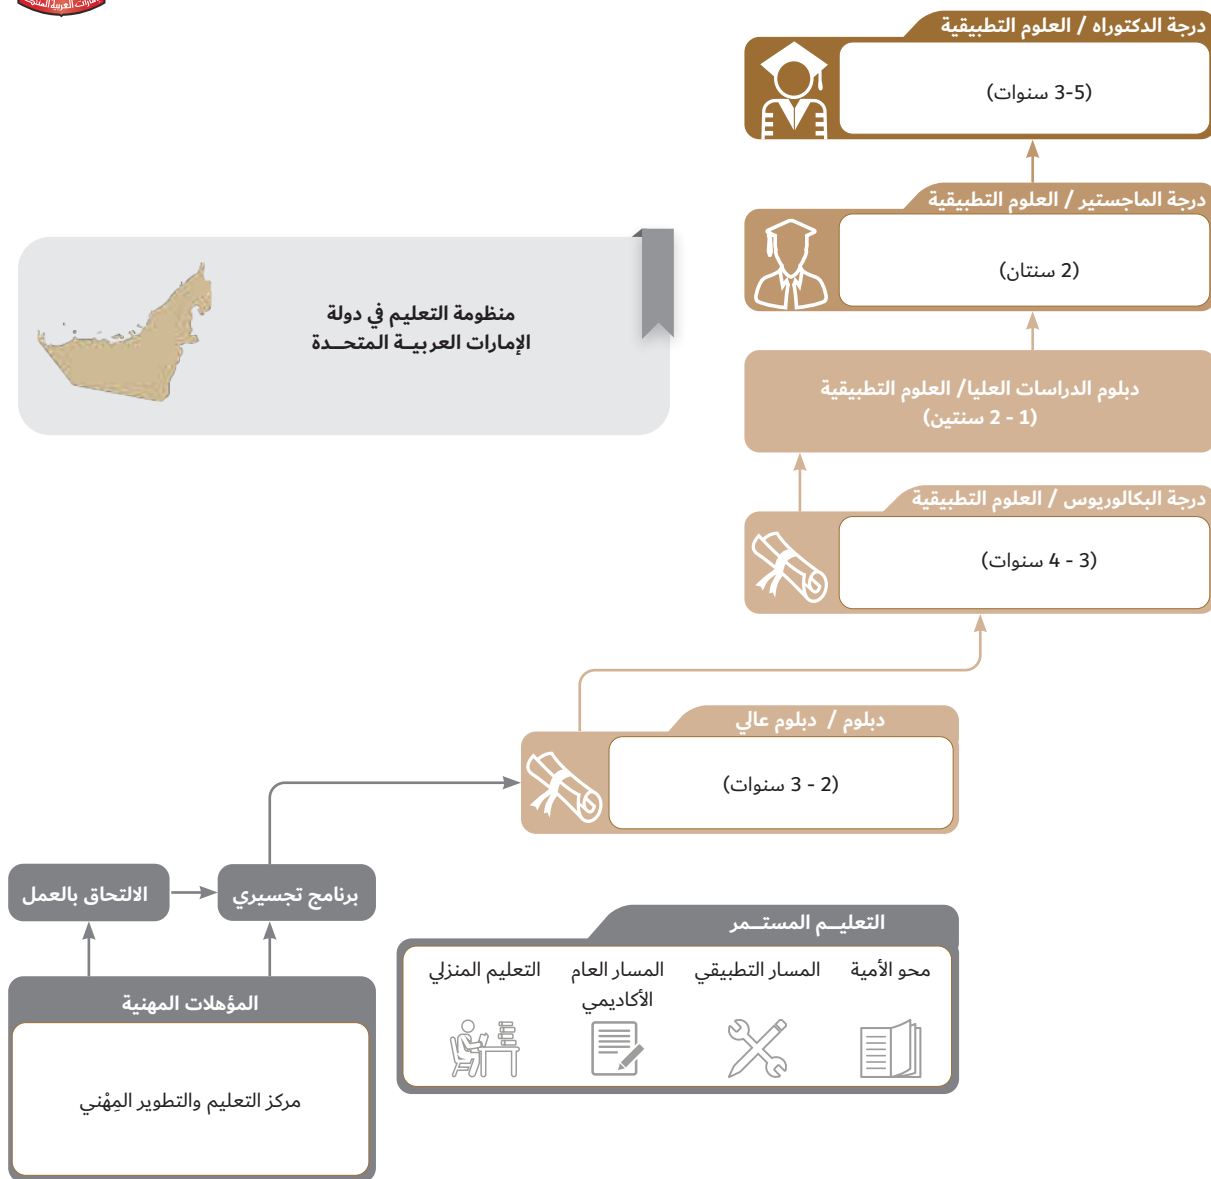 الإمارات العربية المتحدة
درجة الدكتوراه / العلوم التطبيقية
(3-5 سنوات)
درجة الماجستير / العلوم التطبيقية
(2 سنتان)
منظومة التعليم في دولة
الإمارات العربيــة المتحــدة
دبلوم الدراسات العليا/ العلوم التطبيقية
(1 - 2 سنتين)
درجة البكالوريوس / العلوم التطبيقية
(3 - 4 سنوات)
دبلوم / دبلوم عالي
(2 - 3 سنوات)
برنامج تجسيري
الالتحاق بالعمل
التعليــم المستــمر
محو الأمية
المسار التطبيقي
المسار العام
الأكاديمي
التعليم المنزلي
المؤهلات المهنية
مركز التعليم والتطوير المِهْني